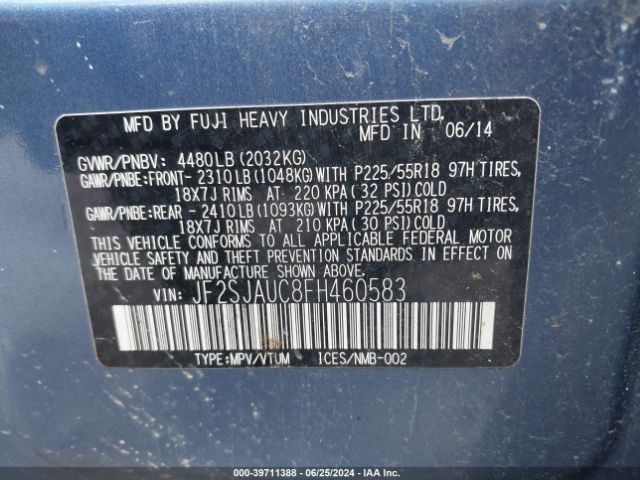 MFD BY FUJI HEAVY INDUSTRIES LTD.
MFD IN 06/14
GVWR/PNBV: 4480LB(2032KG)
GAWR/PNBE:FRONT- 2310LB(1048KG)WITH P225/55R18 97H TIRES,
18X7J RIMS AT 220 KPA(32 PSI)COLD
GAWR/PNBE:REAR - 2410LB(1093KG)WITH P225/55R18 97H TIRES,
18X7J RIMS AT 210 KPA(30 PSI)COLD
THIS VEHICLE CONFORMS TO ALL APPLICABLE FEDERAL MOTOR
VEHICLE SAFETY AND THEFT PREVENTION STANDARDS IN EFFECT
ON THE DATE OF MANUFACTURE SHOWN ABOVE.
VIN: JF2SJAUC8FH460583
TYPE:MPV/VTUM ICES/NMB-002
000-39711388 - 06/25/2024 - IAA Inc.